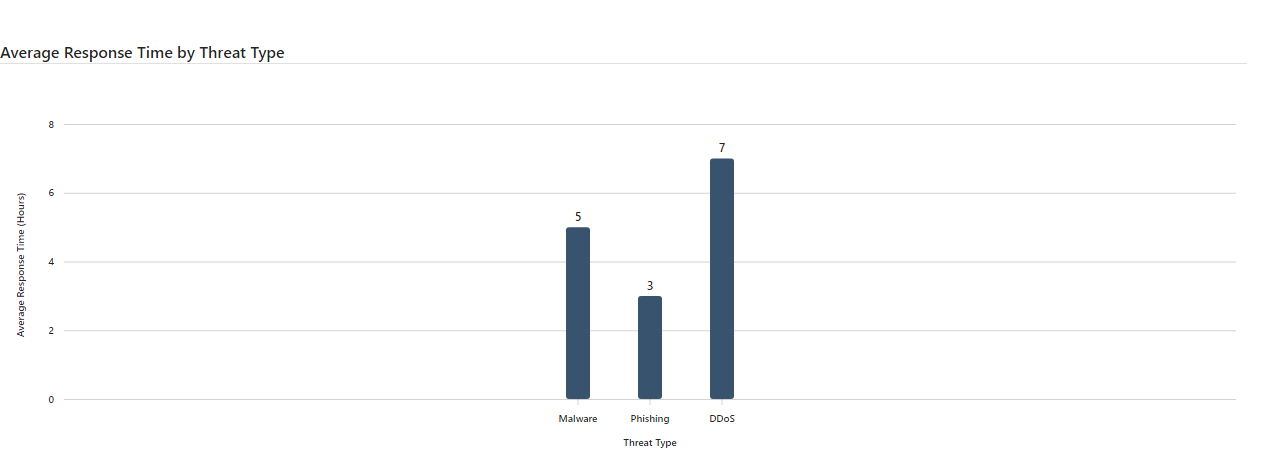 Average Response Time by Threat Type
Average Response Time (Hours)
8
6
4
2
0
5
3
7
Malware
Phishing
DDoS
Threat Type